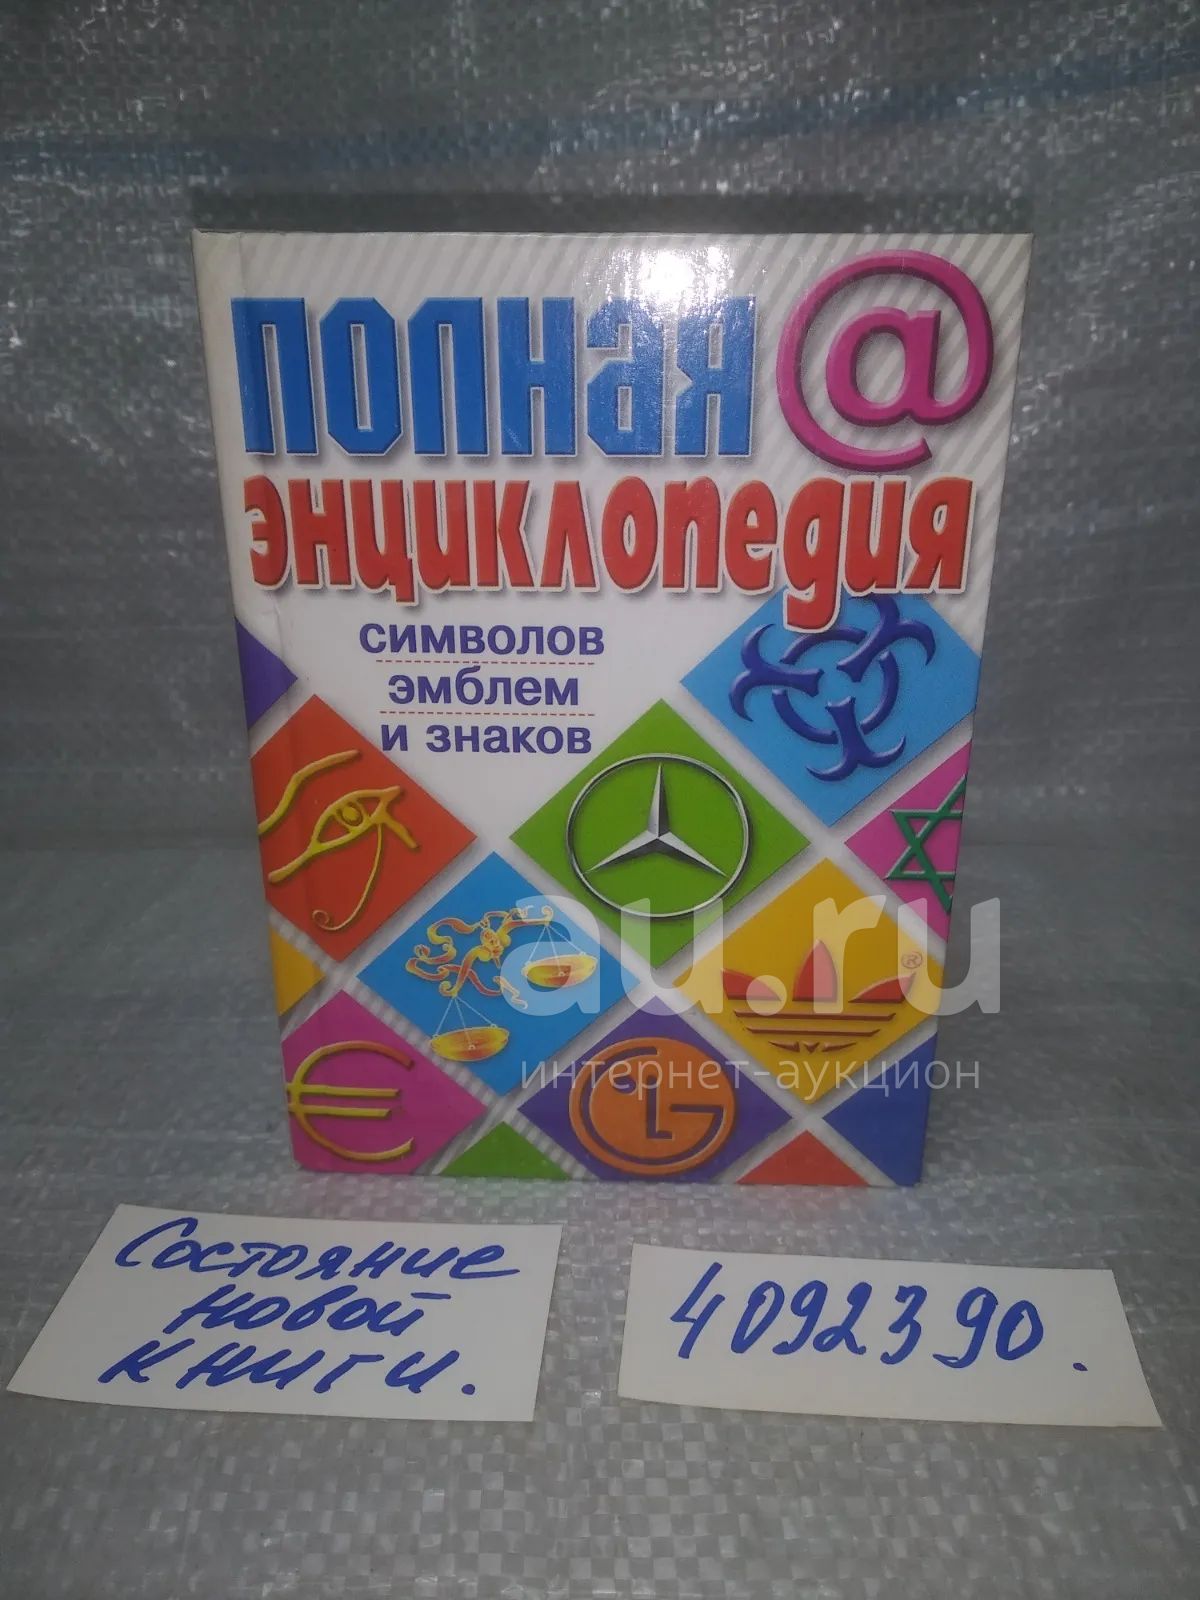 ПОЛНАЯ @
ЭНЦИКЛОПЕДИЯ
СИМВОЛОВ
ЭМБЛЕМ
И ЗНАКОВ
®
au.ru
интернет-аукцион
€
LG
Состояние
новой
книги.
4092390.